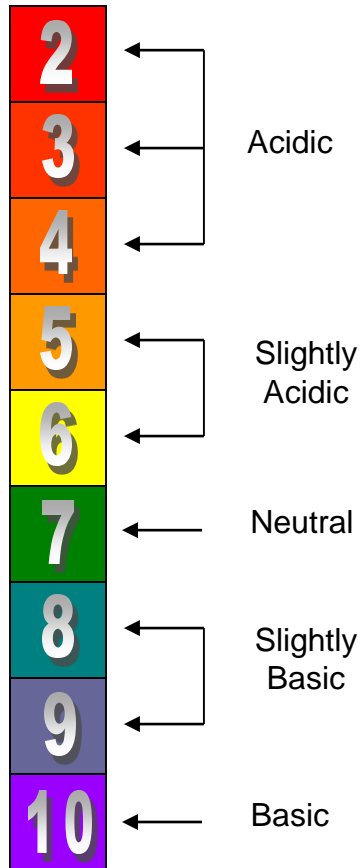 2
3
Acidic
4
5
Slightly
Acidic
6
7
Neutral
8
Slightly
Basic
9
10
Basic